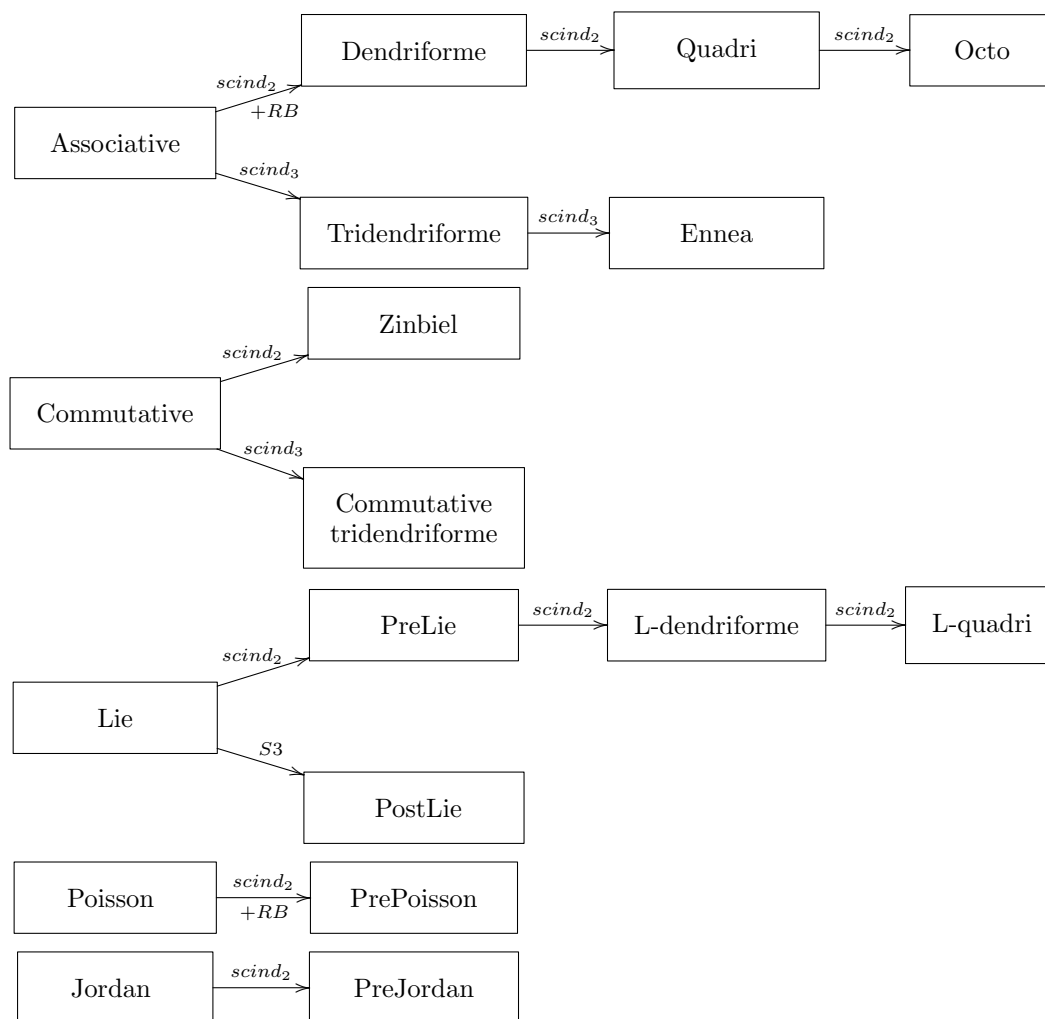 Dendriforme
scind₂
Quadri
scind₂
Octo
scind₂
+RB
Associative
scind₃
Tridendriforme
scind₃
Ennea
Zinbiel
scind₂
Commutative
scind₃
Commutative
tridendriforme
PreLie
scind₂
L-dendriforme
scind₂
L-quadri
scind₂
Lie
S3
PostLie
Poisson
scind₂
+RB
PrePoisson
Jordan
scind₂
PreJordan